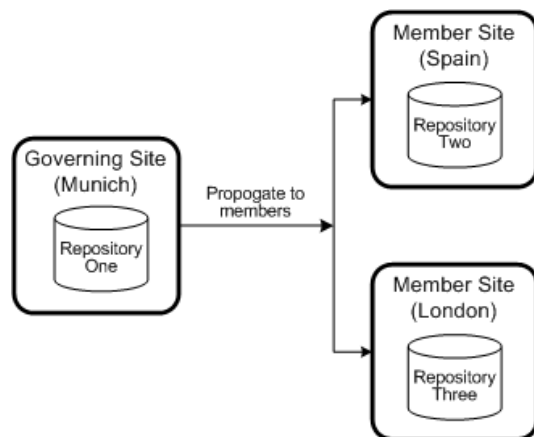 Member Site
(Spain)
Repository
Two
Governing Site
(Munich)
Repository
One
Propogate to
members
Member Site
(London)
Repository
Three